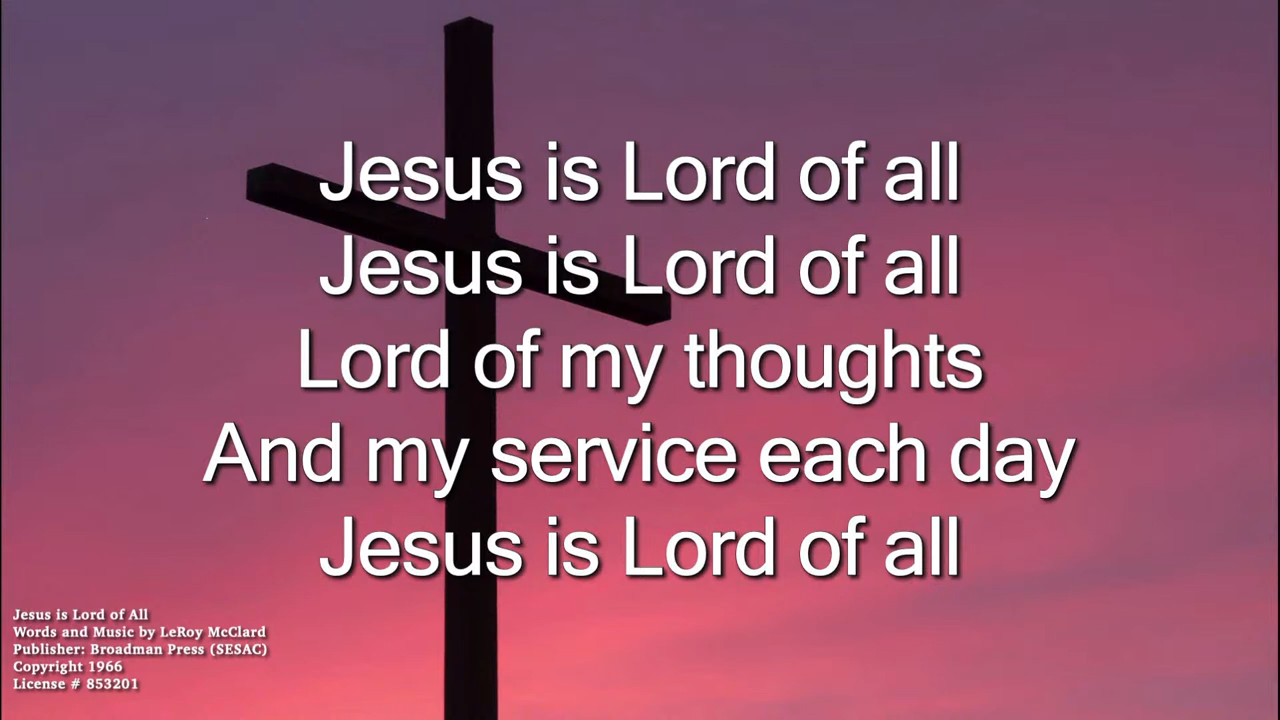 Jesus is Lord of all
Jesus is Lord of all
Lord of my thoughts
And my service each day
Jesus is Lord of all
Jesus is Lord of All
Words and Music by LeRoy McClard
Publisher: Broadman Press (SESAC)
Copyright 1966
License # 853201